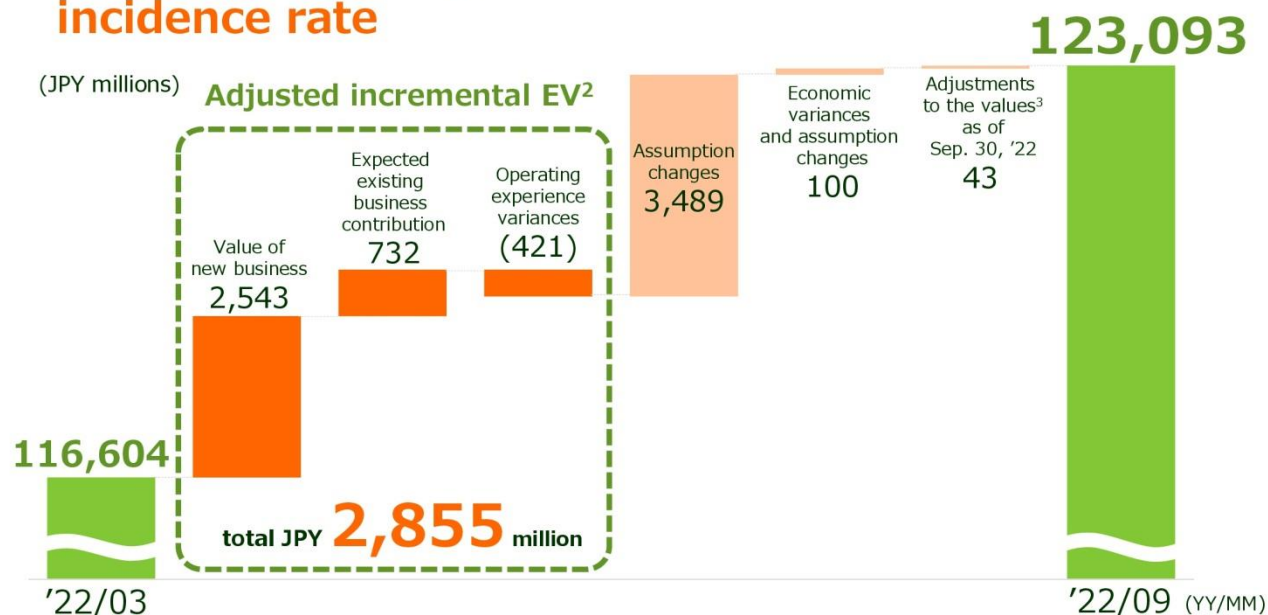 incidence rate
(JPY millions)
Adjusted incremental EV²
123,093
Value of
new business
2,543
Expected
existing
business
contribution
732
Operating
experience
variances
(421)
Assumption
changes
3,489
Economic
variances
and assumption
changes
100
Adjustments
to the values³
as of
Sep. 30, ’22
43
116,604
total JPY 2,855 million
’22/03
’22/09 (YY/MM)